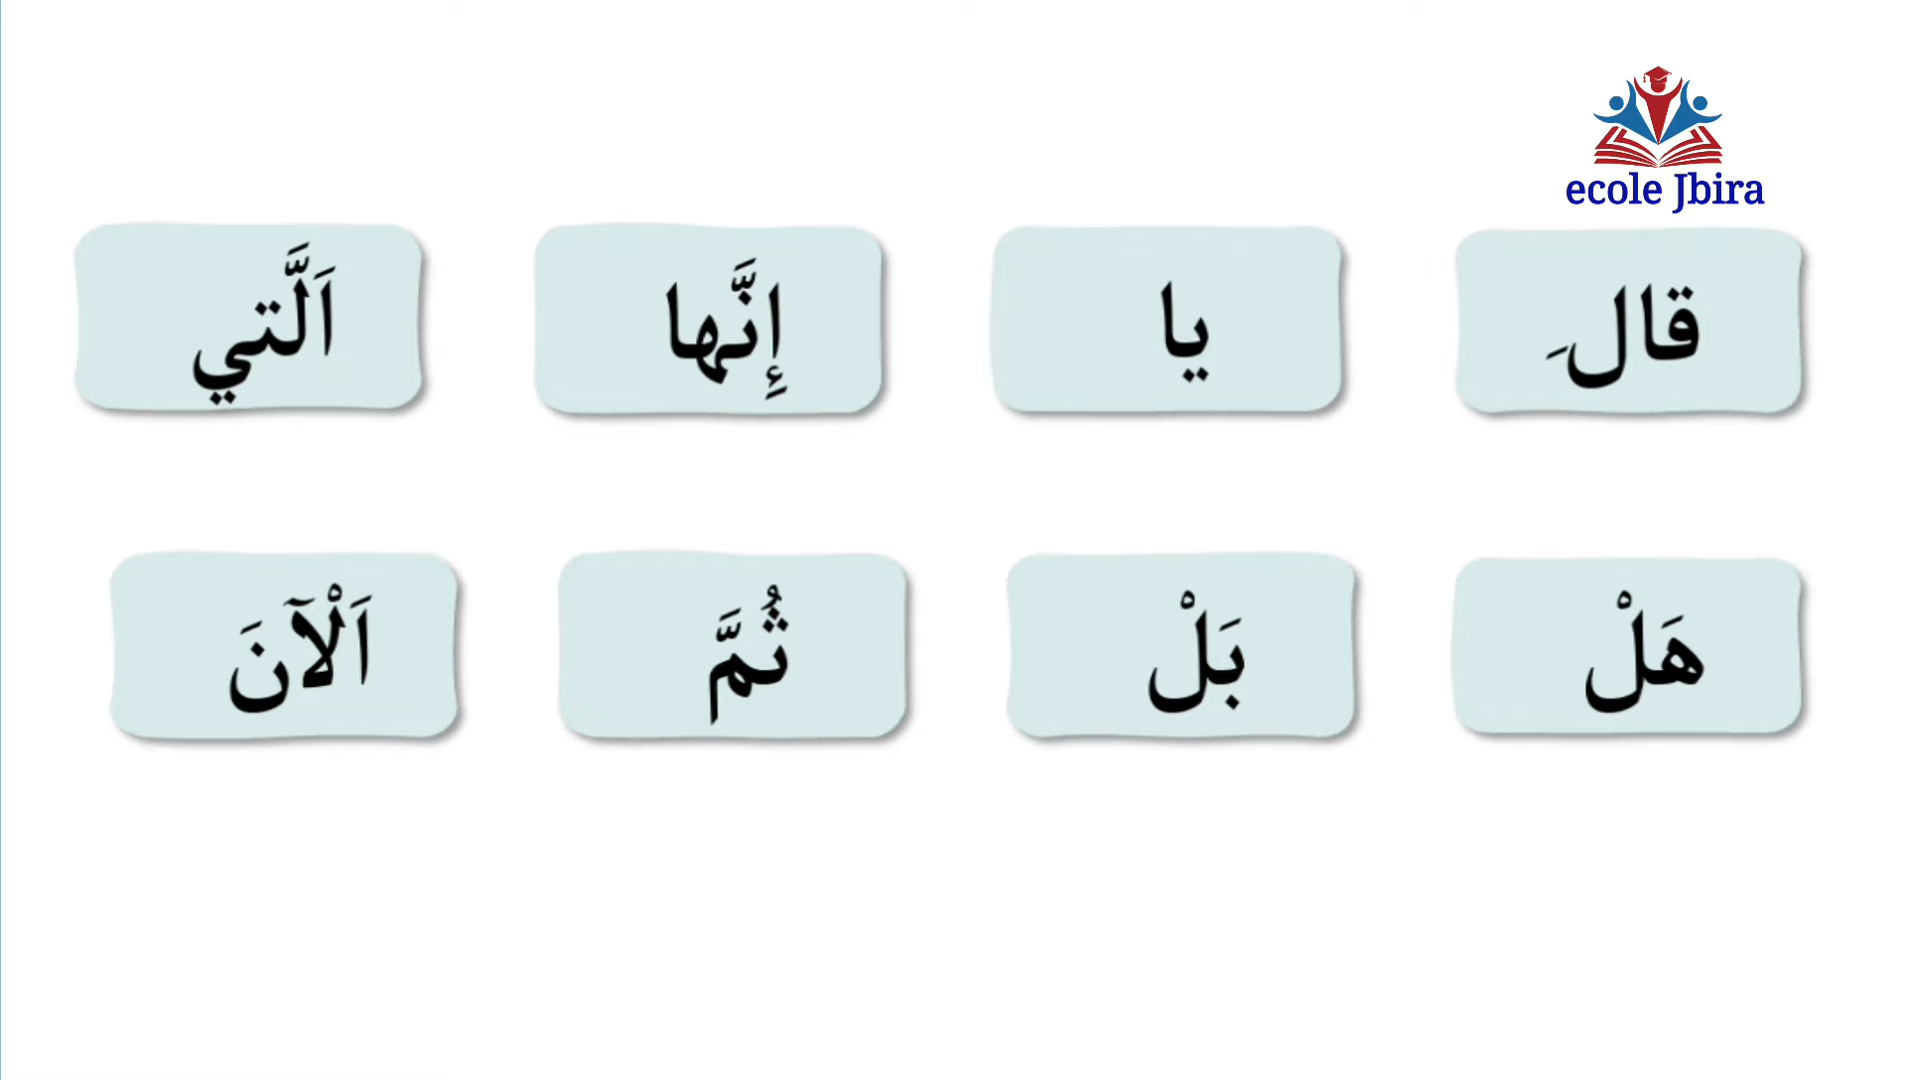 ecole Jbira
قالَ يا إِنَّها اَلَّتي
هَلْ بَلْ ثُمَّ اَلْآنَ